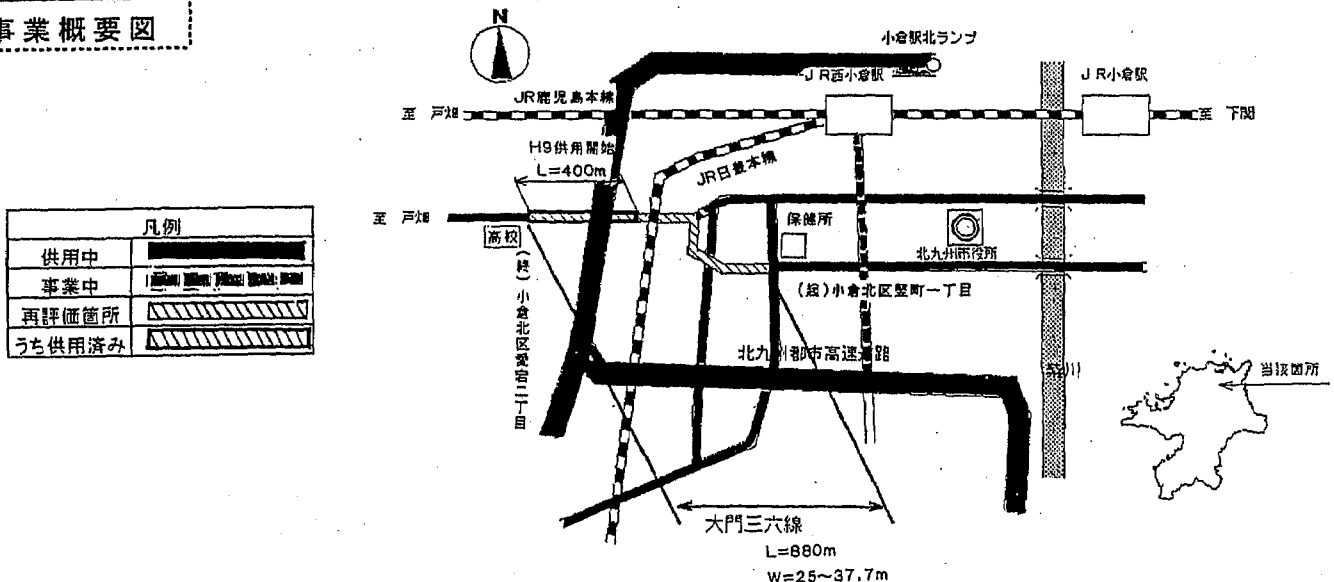 事業概要図
N
小倉駅北ランプ
JR西小倉駅
JR小倉駅
JR鹿児島本線
至 戸畑
至 下関
H9供用開始
L=400m
JR日豊本線
至 戸畑
高校
保健所
北九州市役所
(起)小倉北区竪町一丁目
(終)小倉北区愛宕二丁目
北九州都市高速道路
紫川
当該箇所
大門三六線
L=880m
W=25~37.7m
凡例
供用中
事業中
再評価箇所
うち供用済み